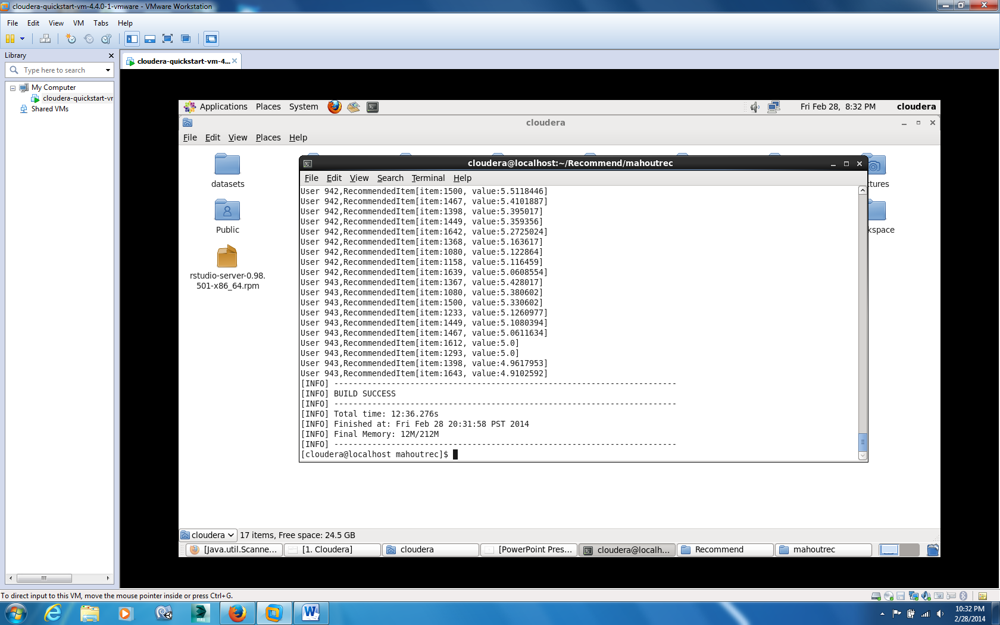 cloudera-quickstart-vm-4.4.0-1-vmware - VMware Workstation
File Edit View VM Tabs Help
Library
Type here to search
My Computer
cloudera-quickstart-vr
Shared VMs
cloudera-quickstart-vm-4...
Applications Places System
Fri Feb 28, 8:32 PM cloudera
cloudera
File Edit View Places Help
datasets
Public
rstudio-server-0.98.
501-x86_64.rpm
tures
kspace
cloudera@localhost:~/Recommend/mahoutrec
File Edit View Search Terminal Help
User 942,RecommendedItem[item:1500, value:5.5118446]
User 942,RecommendedItem[item:1467, value:5.4101887]
User 942,RecommendedItem[item:1398, value:5.395017]
User 942,RecommendedItem[item:1449, value:5.359356]
User 942,RecommendedItem[item:1642, value:5.2725024]
User 942,RecommendedItem[item:1368, value:5.163617]
User 942,RecommendedItem[item:1080, value:5.122864]
User 942,RecommendedItem[item:1158, value:5.116459]
User 942,RecommendedItem[item:1639, value:5.0608554]
User 943,RecommendedItem[item:1367, value:5.428017]
User 943,RecommendedItem[item:1080, value:5.380602]
User 943,RecommendedItem[item:1500, value:5.330602]
User 943,RecommendedItem[item:1233, value:5.1260977]
User 943,RecommendedItem[item:1449, value:5.1080394]
User 943,RecommendedItem[item:1467, value:5.0611634]
User 943,RecommendedItem[item:1612, value:5.0]
User 943,RecommendedItem[item:1293, value:5.0]
User 943,RecommendedItem[item:1398, value:4.9617953]
User 943,RecommendedItem[item:1643, value:4.9102592]
[INFO] ------------------------------------------------------------------------
[INFO] BUILD SUCCESS
[INFO] ------------------------------------------------------------------------
[INFO] Total time: 12:36.276s
[INFO] Finished at: Fri Feb 28 20:31:58 PST 2014
[INFO] Final Memory: 12M/212M
[INFO] ------------------------------------------------------------------------
[cloudera@localhost mahoutrec]$
cloudera 17 items, Free space: 24.5 GB
[Java.util.Scanne... [1. Cloudera] cloudera [PowerPoint Pres... cloudera@localh... Recommend mahoutrec
To direct input to this VM, move the mouse pointer inside or press Ctrl+G.
10:32 PM
2/28/2014